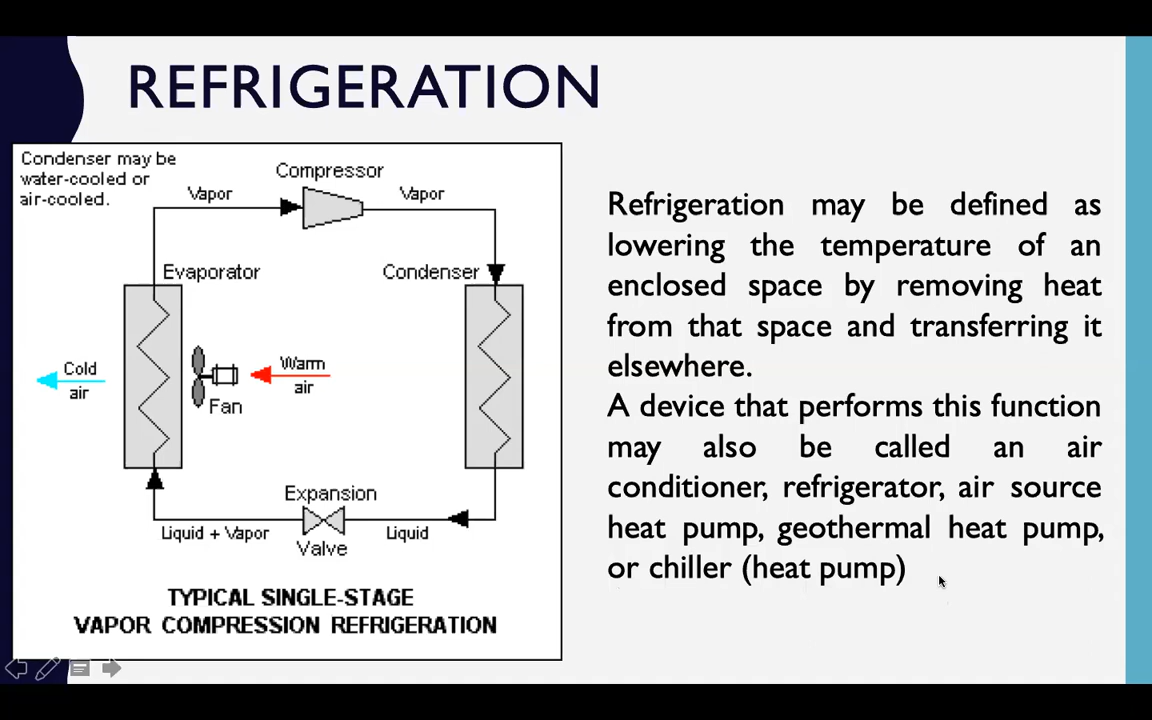 REFRIGERATION
Condenser may be
water-cooled or
air-cooled.
Compressor
Vapor
Vapor
Evaporator
Condenser
Cold
air
Warm
air
Fan
Expansion
Valve
Liquid + Vapor
Liquid
TYPICAL SINGLE-STAGE
VAPOR COMPRESSION REFRIGERATION
Refrigeration may be defined as
lowering the temperature of an
enclosed space by removing heat
from that space and transferring it
elsewhere.
A device that performs this function
may also be called an air
conditioner, refrigerator, air source
heat pump, geothermal heat pump,
or chiller (heat pump)